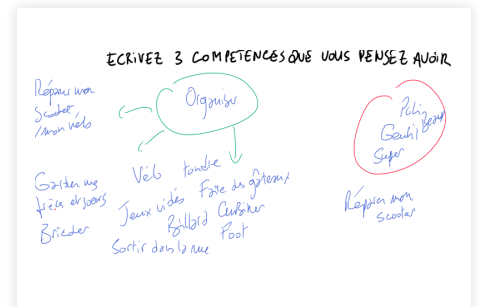 ECRIVEZ 3 COMPETENCES QUE VOUS PENSEZ AVOIR
Réparer mon
Scooter
/mon vélo
Organiser
Poli
Beau
Gentil
Super
Garder mes
frères et soeurs
Bricoler
Vélo tondre
Faire des gâteaux
Jeux vidéos
Billard Cuisiner
Foot
Sortir dans la rue
Réparer mon
scooter